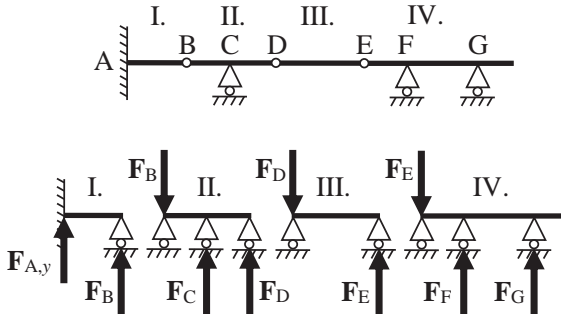 I. II. III. IV.
A B C D E F G
F_B F_D F_E
I. II. III. IV.
F_A,y F_B F_C F_D F_E F_F F_G